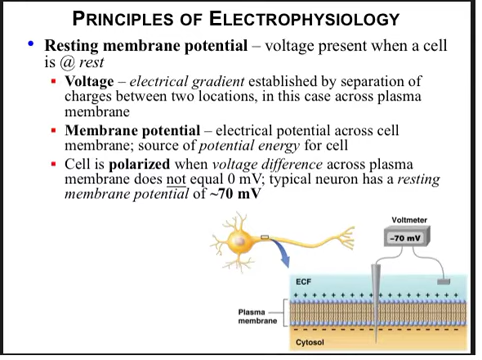 PRINCIPLES OF ELECTROPHYSIOLOGY
• Resting membrane potential – voltage present when a cell
is @ rest
▪ Voltage – electrical gradient established by separation of
charges between two locations, in this case across plasma
membrane
▪ Membrane potential – electrical potential across cell
membrane; source of potential energy for cell
▪ Cell is polarized when voltage difference across plasma
membrane does not equal 0 mV; typical neuron has a resting
membrane potential of ~70 mV
Voltmeter
–70 mV
ECF
+ + + + + + + + + + + + + + + + + +
Plasma
membrane
– – – – – – – – – – – – – – – – – –
Cytosol